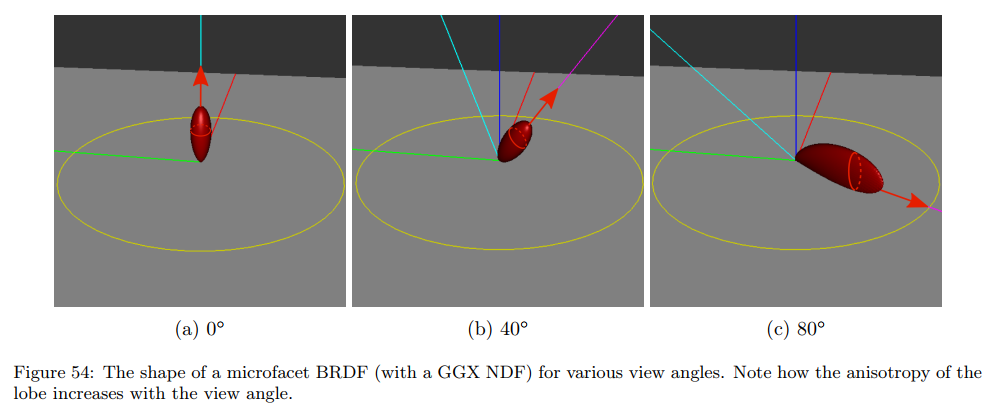 (a) 0°
(b) 40°
(c) 80°
Figure 54: The shape of a microfacet BRDF (with a GGX NDF) for various view angles. Note how the anisotropy of the
lobe increases with the view angle.